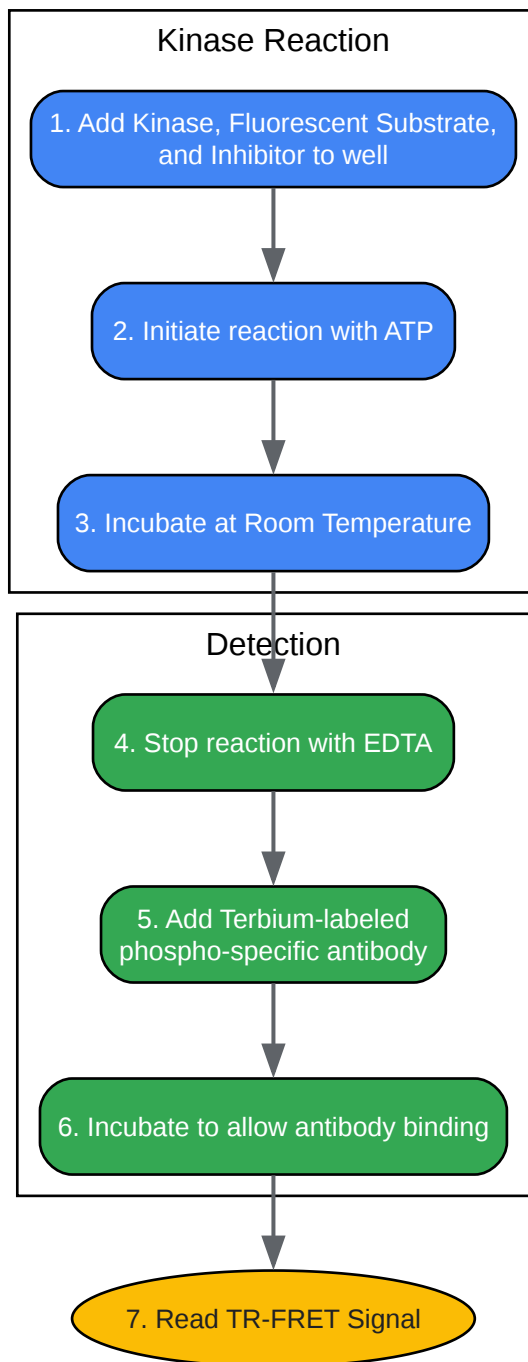 Kinase Reaction
1. Add Kinase, Fluorescent Substrate,
and Inhibitor to well
2. Initiate reaction with ATP
3. Incubate at Room Temperature
Detection
4. Stop reaction with EDTA
5. Add Terbium-labeled
phospho-specific antibody
6. Incubate to allow antibody binding
7. Read TR-FRET Signal